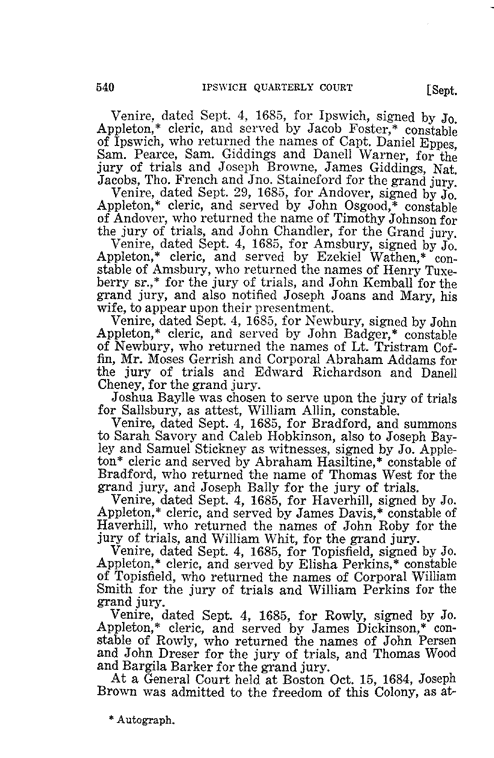 540 IPSWICH QUARTERLY COURT [Sept.
Venire, dated Sept. 4, 1685, for Ipswich, signed by Jo.
Appleton,* cleric, and served by Jacob Foster,* constable
of Ipswich, who returned the names of Capt. Daniel Eppes,
Sam. Pearce, Sam. Giddings and Danell Warner, for the
jury of trials and Joseph Browne, James Giddings, Nat.
Jacobs, Tho. French and Jno. Staineford for the grand jury.
Venire, dated Sept. 29, 1685, for Andover, signed by Jo.
Appleton,* cleric, and served by John Osgood,* constable
of Andover, who returned the name of Timothy Johnson for
the jury of trials, and John Chandler, for the Grand jury.
Venire, dated Sept. 4, 1685, for Amsbury, signed by Jo.
Appleton,* cleric, and served by Ezekiel Wathen,* con-
stable of Amsbury, who returned the names of Henry Tuxe-
berry sr.,* for the jury of trials, and John Kemball for the
grand jury, and also notified Joseph Joans and Mary, his
wife, to appear upon their presentment.
Venire, dated Sept. 4, 1685, for Newbury, signed by John
Appleton,* cleric, and served by John Badger,* constable
of Newbury, who returned the names of Lt. Tristram Cof-
fin, Mr. Moses Gerrish and Corporal Abraham Addams for
the jury of trials and Edward Richardson and Danell
Cheney, for the grand jury.
Joshua Baylle was chosen to serve upon the jury of trials
for Sallsbury, as attest, William Allin, constable.
Venire, dated Sept. 4, 1685, for Bradford, and summons
to Sarah Savory and Caleb Hobkinson, also to Joseph Bay-
ley and Samuel Stickney as witnesses, signed by Jo. Apple-
ton* cleric and served by Abraham Hasiltine,* constable of
Bradford, who returned the name of Thomas West for the
grand jury, and Joseph Bally for the jury of trials.
Venire, dated Sept. 4, 1685, for Haverhill, signed by Jo.
Appleton,* cleric, and served by James Davis,* constable of
Haverhill, who returned the names of John Roby for the
jury of trials, and William Whit, for the grand jury.
Venire, dated Sept. 4, 1685, for Topisfield, signed by Jo.
Appleton,* cleric, and served by Elisha Perkins,* constable
of Topisfield, who returned the names of Corporal William
Smith for the jury of trials and William Perkins for the
grand jury.
Venire, dated Sept. 4, 1685, for Rowly, signed by Jo.
Appleton,* cleric, and served by James Dickinson,* con-
stable of Rowly, who returned the names of John Persen
and John Dreser for the jury of trials, and Thomas Wood
and Bargila Barker for the grand jury.
At a General Court held at Boston Oct. 15, 1684, Joseph
Brown was admitted to the freedom of this Colony, as at-
* Autograph.